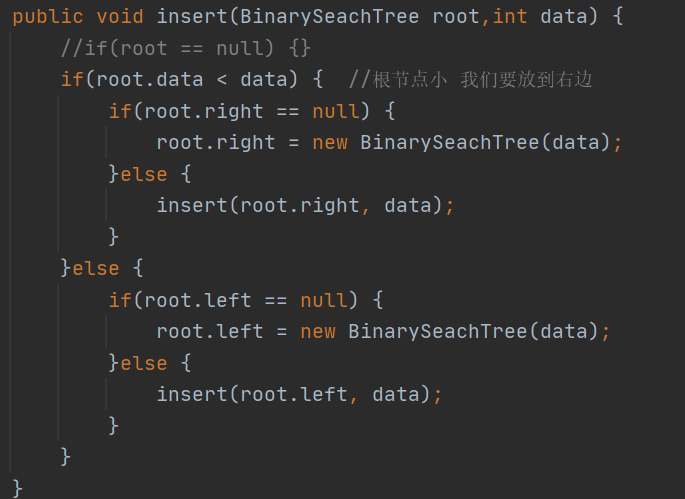 public void insert(BinarySeachTree root,int data) {
    //if(root == null) {}
    if(root.data < data) {  //根节点小 我们要放到右边
        if(root.right == null) {
            root.right = new BinarySeachTree(data);
        }else {
            insert(root.right, data);
        }
    }else {
        if(root.left == null) {
            root.left = new BinarySeachTree(data);
        }else {
            insert(root.left, data);
        }
    }
}